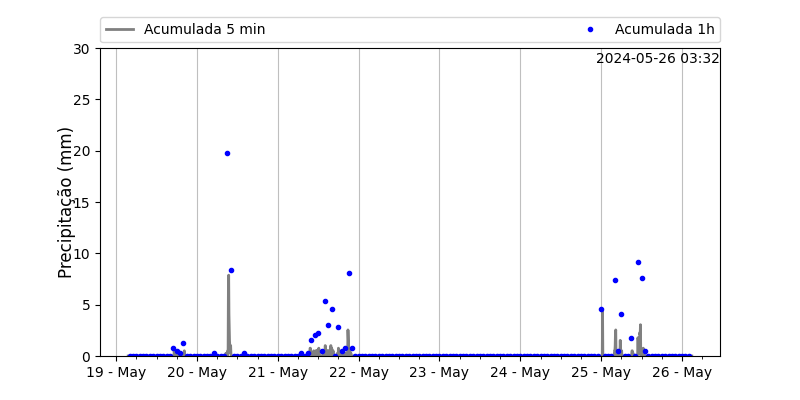 Acumulada 5 min
Acumulada 1h
2024-05-26 03:32
Precipitação (mm)
30
25
20
15
10
5
0
19 - May 20 - May 21 - May 22 - May 23 - May 24 - May 25 - May 26 - May